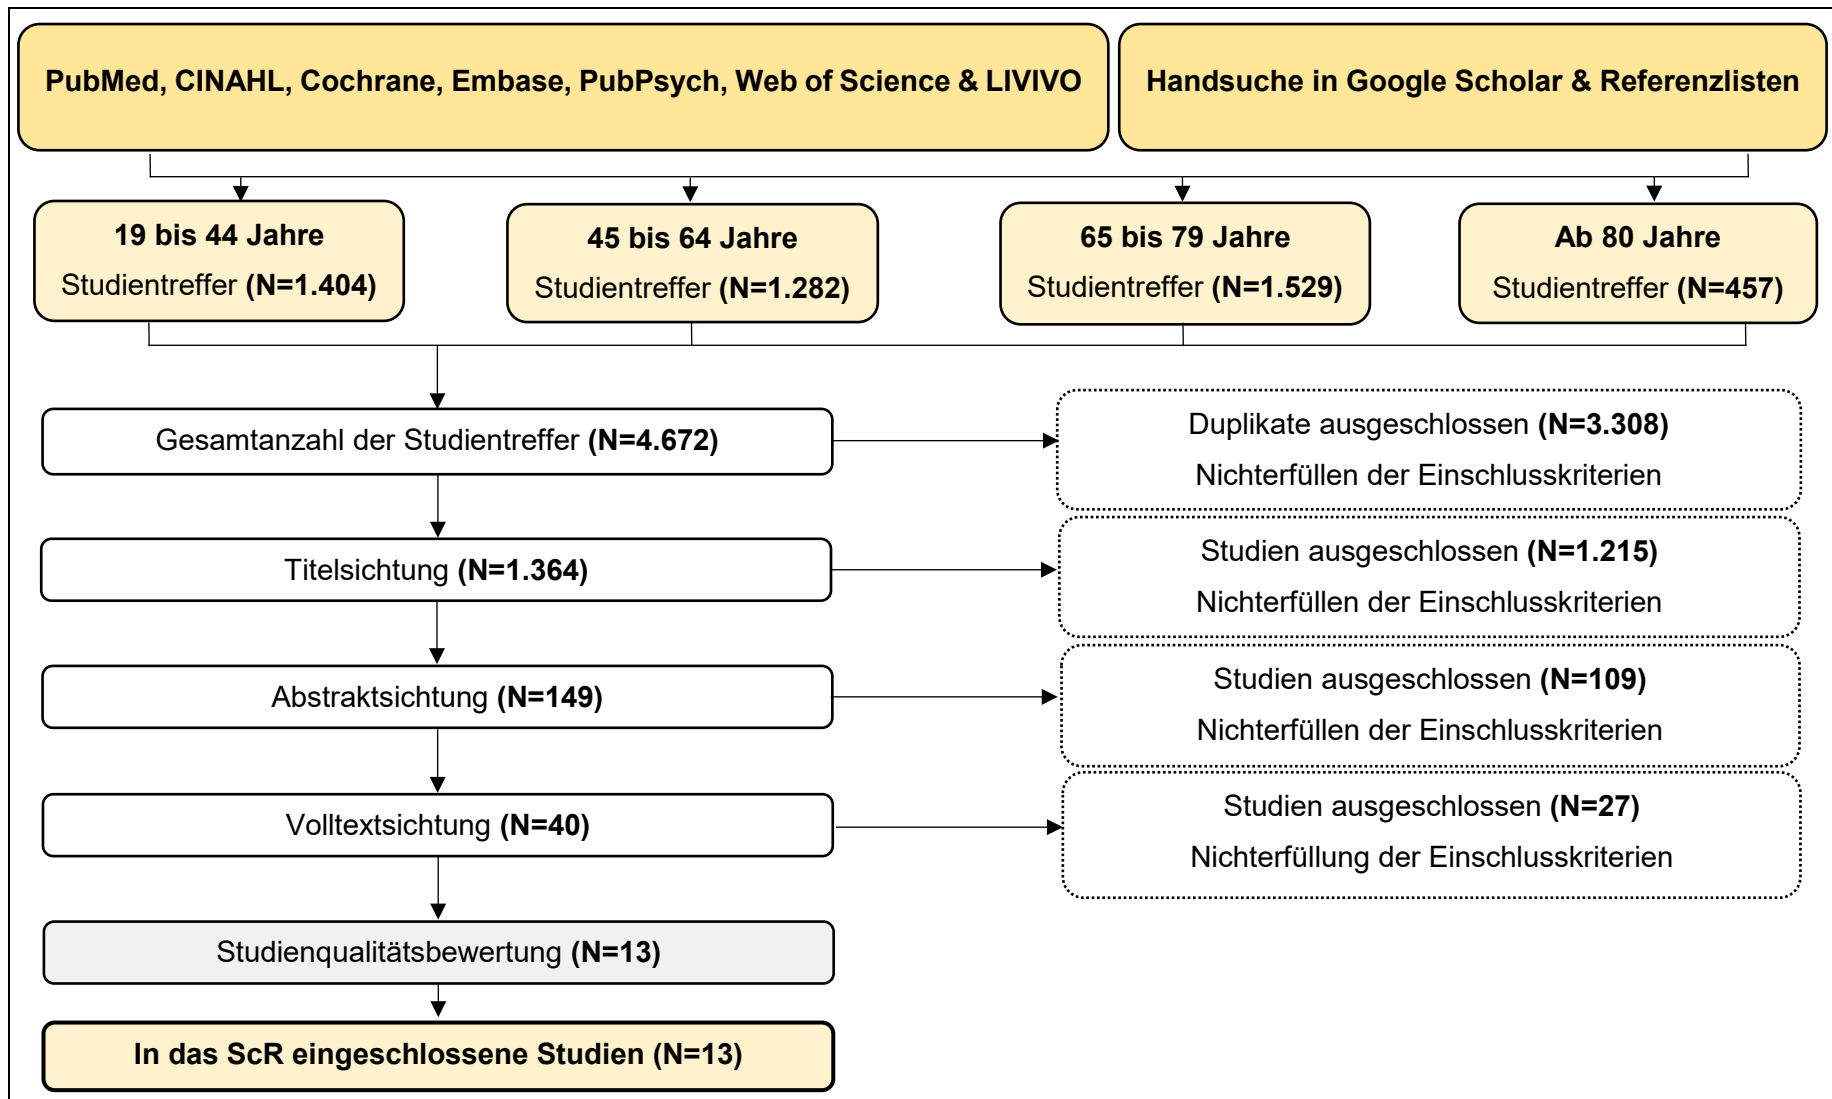 PubMed, CINAHL, Cochrane, Embase, PubPsych, Web of Science & LIVIVO
Handsuche in Google Scholar & Referenzlisten
19 bis 44 Jahre
Studientreffer (N=1.404)
45 bis 64 Jahre
Studientreffer (N=1.282)
65 bis 79 Jahre
Studientreffer (N=1.529)
Ab 80 Jahre
Studientreffer (N=457)
Gesamtanzahl der Studientreffer (N=4.672)
Duplikate ausgeschlossen (N=3.308)
Nichterfüllen der Einschlusskriterien
Titelsichtung (N=1.364)
Studien ausgeschlossen (N=1.215)
Nichterfüllen der Einschlusskriterien
Abstraktsichtung (N=149)
Studien ausgeschlossen (N=109)
Nichterfüllen der Einschlusskriterien
Volltextsichtung (N=40)
Studien ausgeschlossen (N=27)
Nichterfüllung der Einschlusskriterien
Studienqualitätsbewertung (N=13)
In das ScR eingeschlossene Studien (N=13)